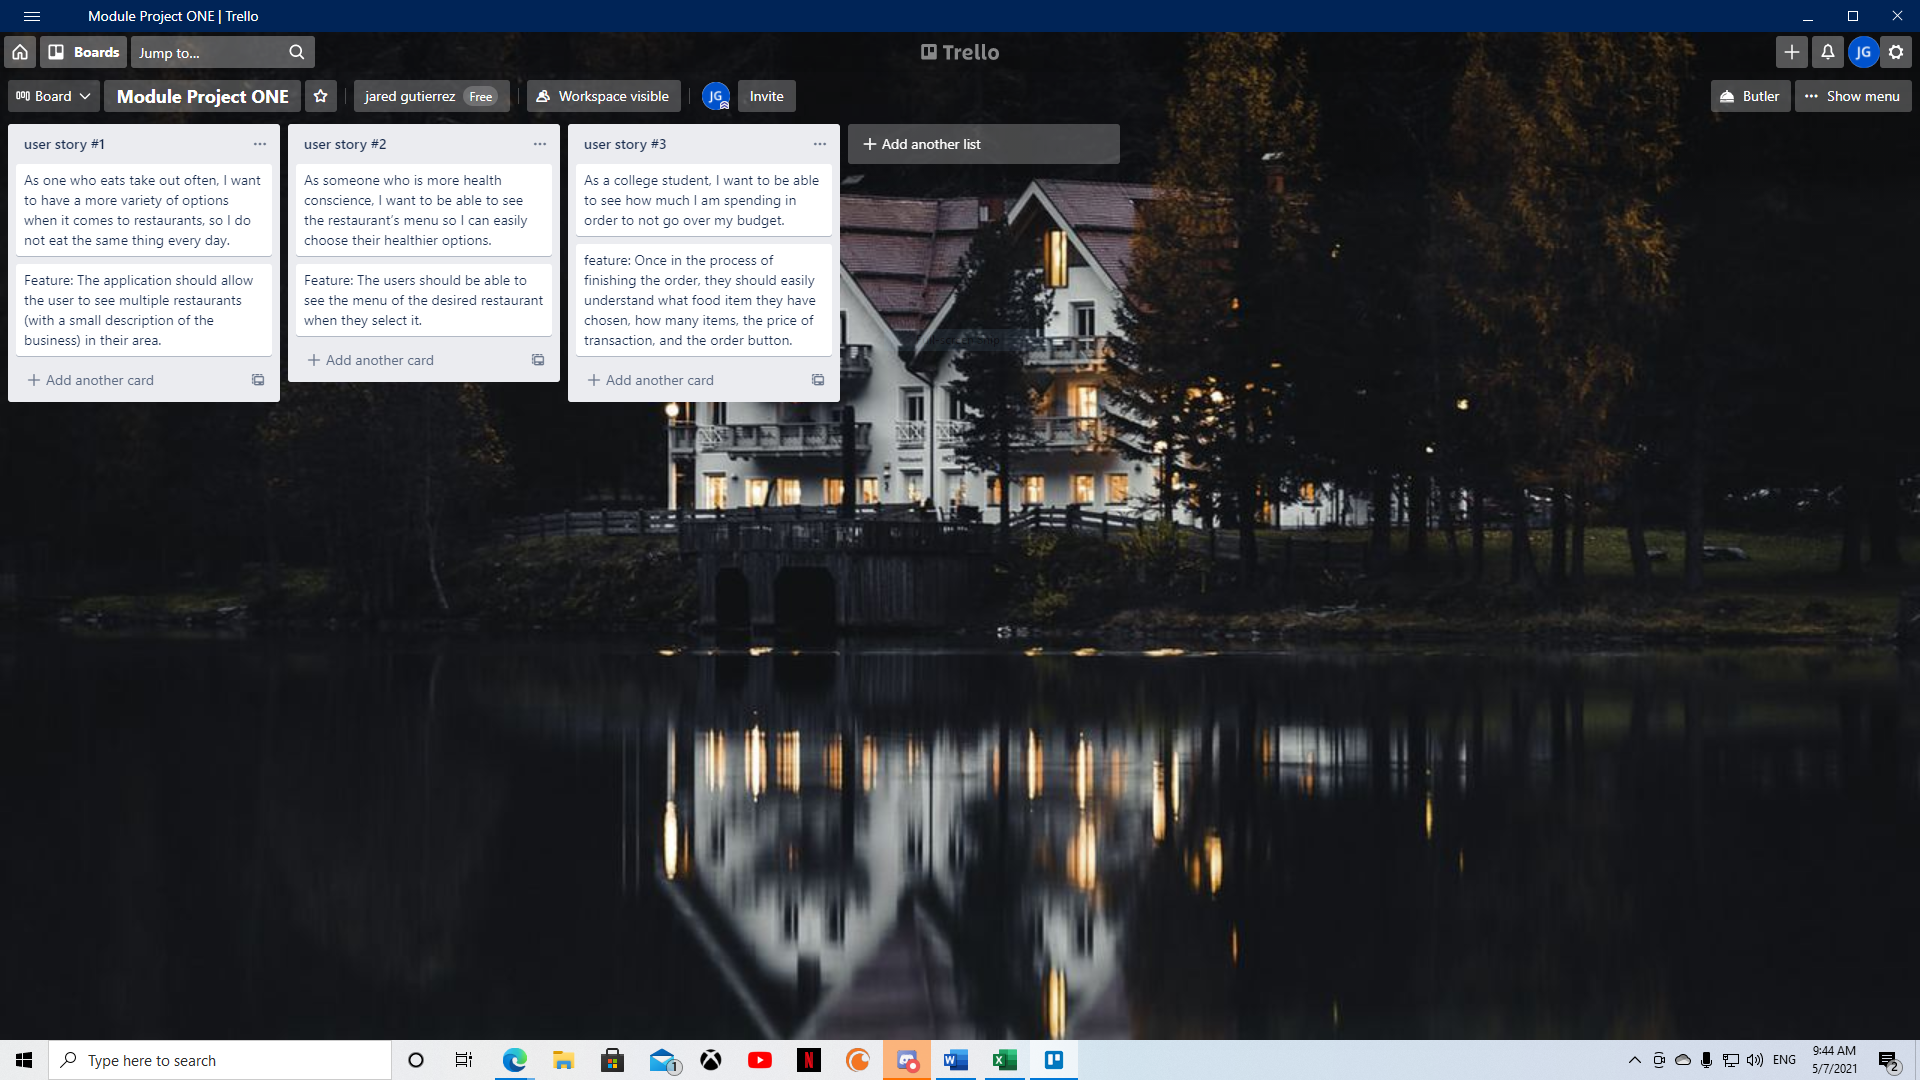 Module Project ONE | Trello
Boards
Jump to...
Trello
JG
Board
Module Project ONE
jared gutierrez Free
Workspace visible
JG
Invite
Butler
Show menu
user story #1
As one who eats take out often, I want
to have a more variety of options
when it comes to restaurants, so I do
not eat the same thing every day.
Feature: The application should allow
the user to see multiple restaurants
(with a small description of the
business) in their area.
Add another card
user story #2
As someone who is more health
conscience, I want to be able to see
the restaurant's menu so I can easily
choose their healthier options.
Feature: The users should be able to
see the menu of the desired restaurant
when they select it.
Add another card
user story #3
As a college student, I want to be able
to see how much I am spending in
order to not go over my budget.
feature: Once in the process of
finishing the order, they should easily
understand what food item they have
chosen, how many items, the price of
transaction, and the order button.
Add another card
Add another list
Restaurant
Type here to search
1
ENG
9:44 AM
5/7/2021
2